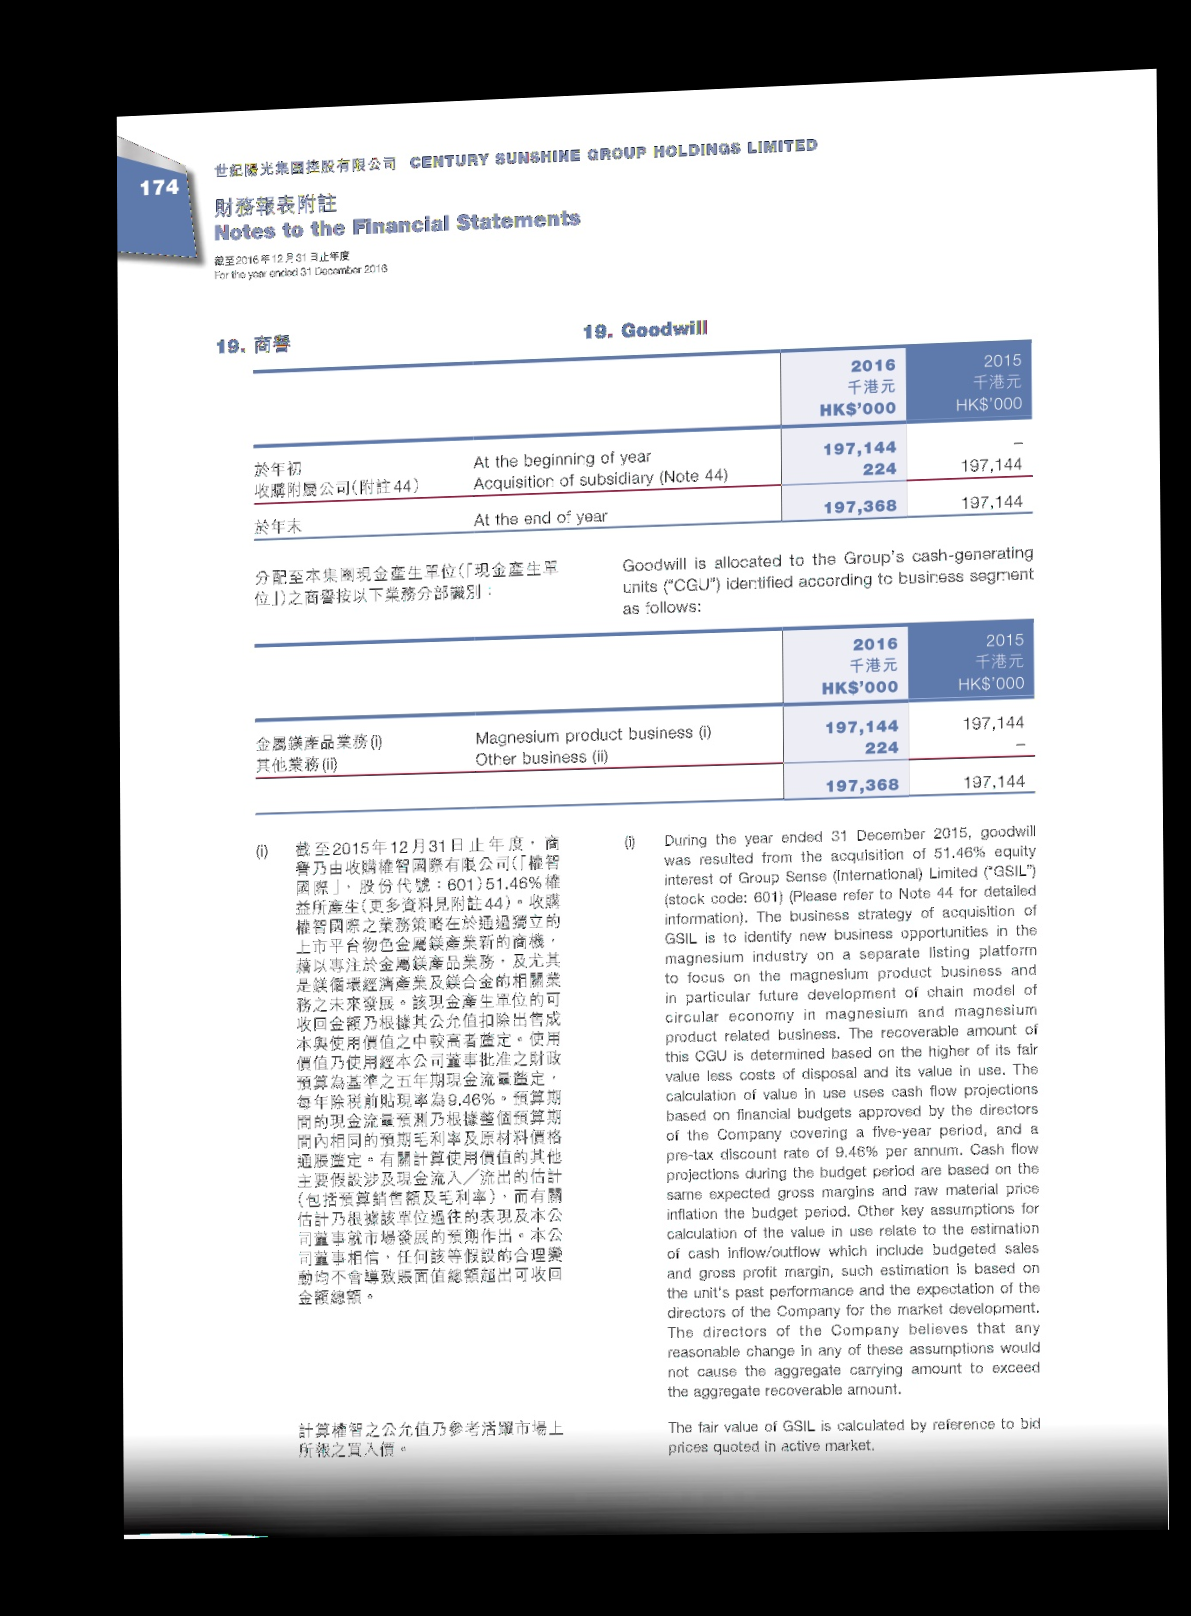 174
世紀陽光集團控股有限公司 CENTURY SUNSHINE GROUP HOLDINGS LIMITED
財務報表附註
Notes to the Financial Statements
截至2016年12月31日止年度
For the year ended 31 December 2016
19. 商譽
19. Goodwill
2016 2015
千港元 千港元
HK$'000 HK$'000
於年初 At the beginning of year 197,144 –
收購附屬公司(附註44) Acquisition of subsidiary (Note 44) 224 197,144
於年末 At the end of year 197,368 197,144
分配至本集團現金產生單位(「現金產生單
位」)之商譽按以下業務分部識別：
Goodwill is allocated to the Group's cash-generating
units ("CGU") identified according to business segment
as follows:
2016 2015
千港元 千港元
HK$'000 HK$'000
金屬鎂產品業務(i) Magnesium product business (i) 197,144 197,144
其他業務(ii) Other business (ii) 224 –
197,368 197,144
(i) 截至2015年12月31日止年度，商
譽乃由收購權智國際有限公司(「權智
國際」，股份代號：601)51.46%權
益所產生(更多資料見附註44)。收購
權智國際之業務策略在於通過獨立的
上市平台物色金屬鎂產業新的商機，
藉以專注於金屬鎂產品業務，及尤其
是鎂循環經濟產業及鎂合金的相關業
務之未來發展。該現金產生單位的可
收回金額乃根據其公允值扣除出售成
本與使用價值之中較高者釐定。使用
價值乃使用經本公司董事批准之財政
預算為基準之五年期現金流量釐定，
每年除稅前貼現率為9.46%。預算期
間的現金流量預測乃根據整個預算期
間內相同的預期毛利率及原材料價格
通脹釐定。有關計算使用價值的其他
主要假設涉及現金流入／流出的估計
(包括預算銷售額及毛利率)，而有關
估計乃根據該單位過往的表現及本公
司董事就市場發展的預期作出。本公
司董事相信，任何該等假設的合理變
動均不會導致賬面值總額超出可收回
金額總額。
計算權智之公允值乃參考活躍市場上
所報之買入價。
(i) During the year ended 31 December 2015, goodwill
was resulted from the acquisition of 51.46% equity
interest of Group Sense (International) Limited ("GSIL")
(stock code: 601) (Please refer to Note 44 for detailed
information). The business strategy of acquisition of
GSIL is to identify new business opportunities in the
magnesium industry on a separate listing platform
to focus on the magnesium product business and
in particular future development of chain model of
circular economy in magnesium and magnesium
product related business. The recoverable amount of
this CGU is determined based on the higher of its fair
value less costs of disposal and its value in use. The
calculation of value in use uses cash flow projections
based on financial budgets approved by the directors
of the Company covering a five-year period, and a
pre-tax discount rate of 9.46% per annum. Cash flow
projections during the budget period are based on the
same expected gross margins and raw material price
inflation the budget period. Other key assumptions for
calculation of the value in use relate to the estimation
of cash inflow/outflow which include budgeted sales
and gross profit margin, such estimation is based on
the unit's past performance and the expectation of the
directors of the Company for the market development.
The directors of the Company believes that any
reasonable change in any of these assumptions would
not cause the aggregate carrying amount to exceed
the aggregate recoverable amount.
The fair value of GSIL is calculated by reference to bid
prices quoted in active market.